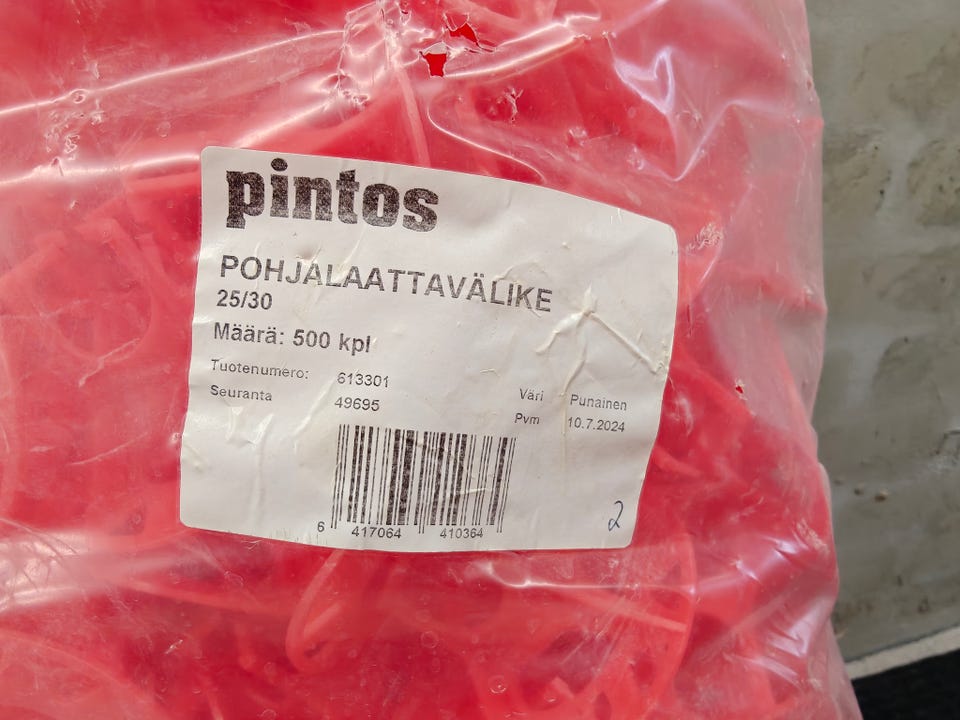 pintos
POHJALAATTAVÄLIKE
25/30
Määrä: 500 kpl
Tuotenumero: 613301
Seuranta 49695
Väri Punainen
Pvm 10.7.2024
6 417064 410364
2